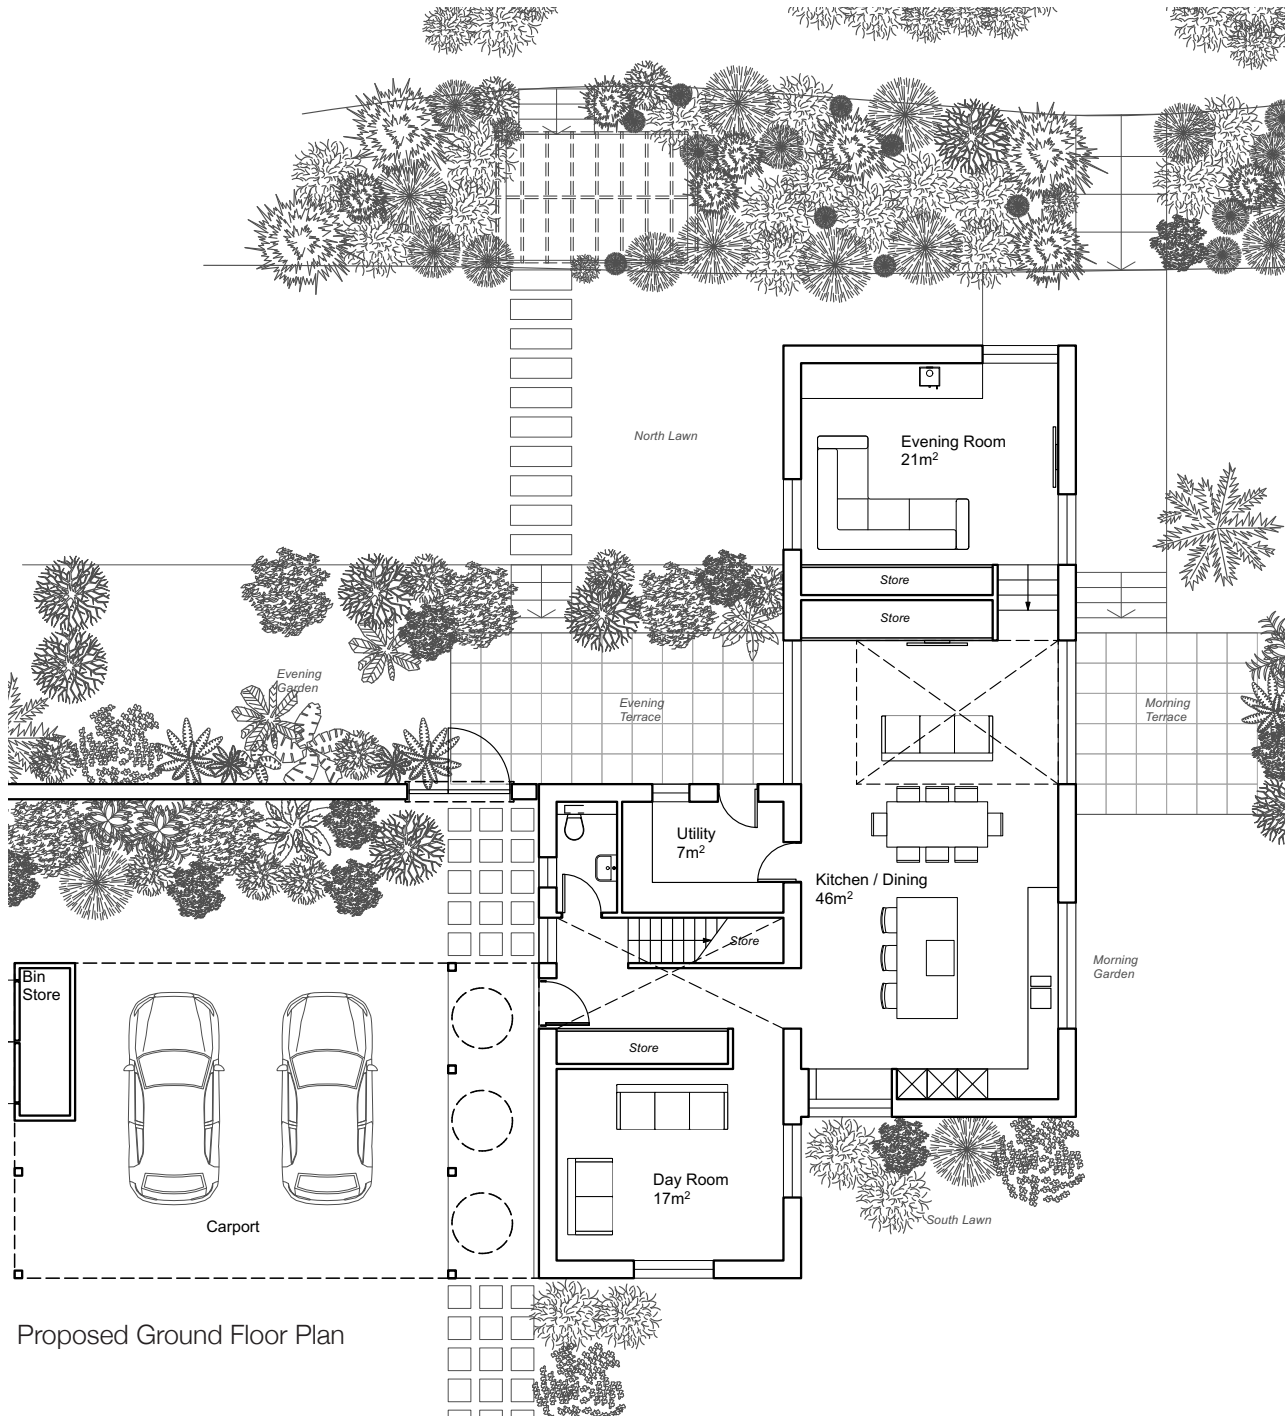 North Lawn
Evening Room
21m²
Store
Store
Evening
Garden
Evening
Terrace
Morning
Terrace
Utility
7m²
Kitchen / Dining
46m²
Store
Morning
Garden
Bin
Store
Store
Day Room
17m²
South Lawn
Carport
Proposed Ground Floor Plan